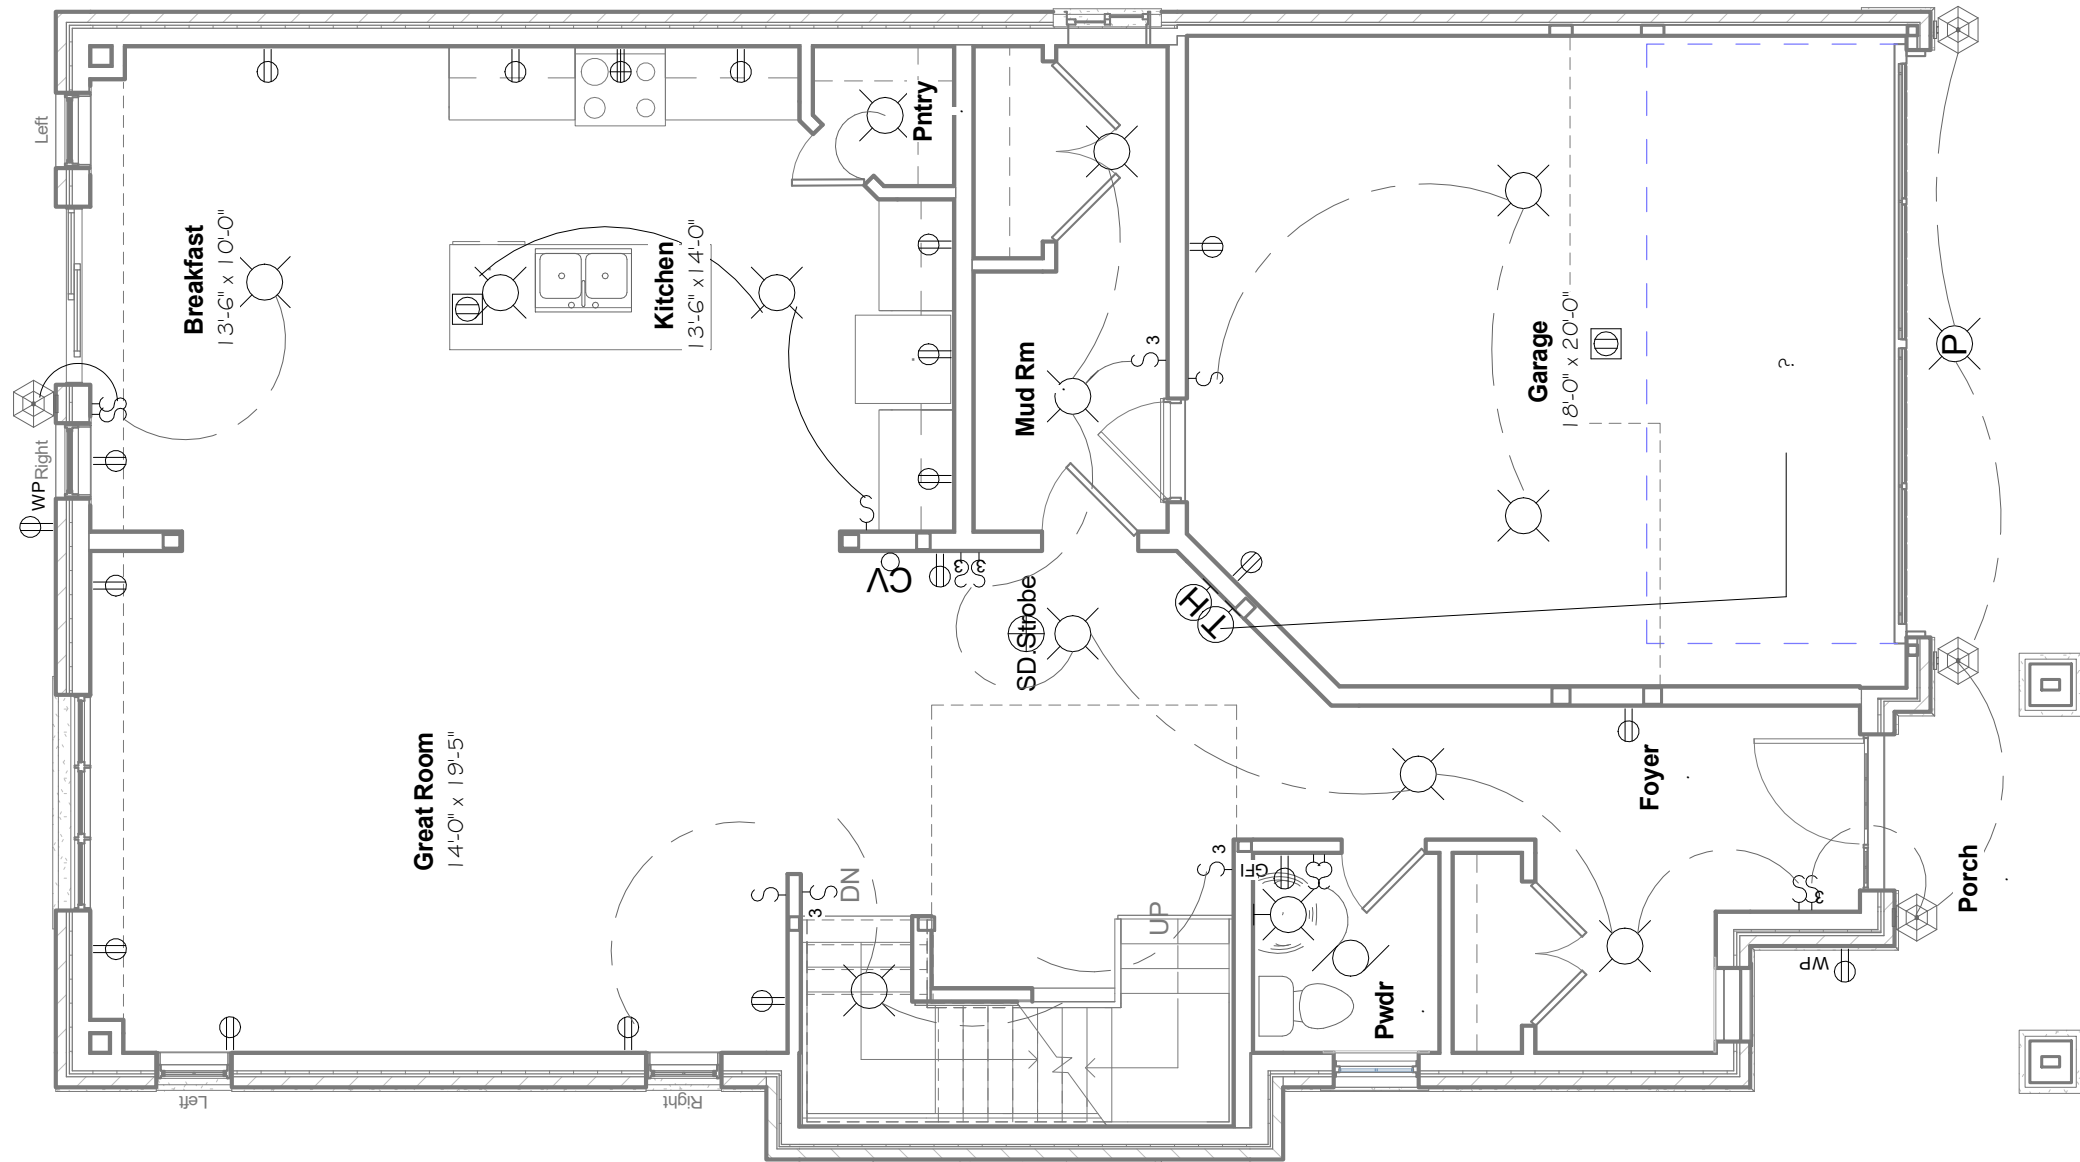 Left
Breakfast
13'-6" x 10'-0"
Kitchen
13'-6" x 14'-0"
Pntry
Mud Rm
3
Garage
18'-0" x 20'-0"
P
WP
Right
CV
3
3
SD.Strobe
H
T
Great Room
14'-0" x 19'-5"
DN
3
UP
3
GFI
Pwdr
Foyer
3
Porch
WP
Left
Right